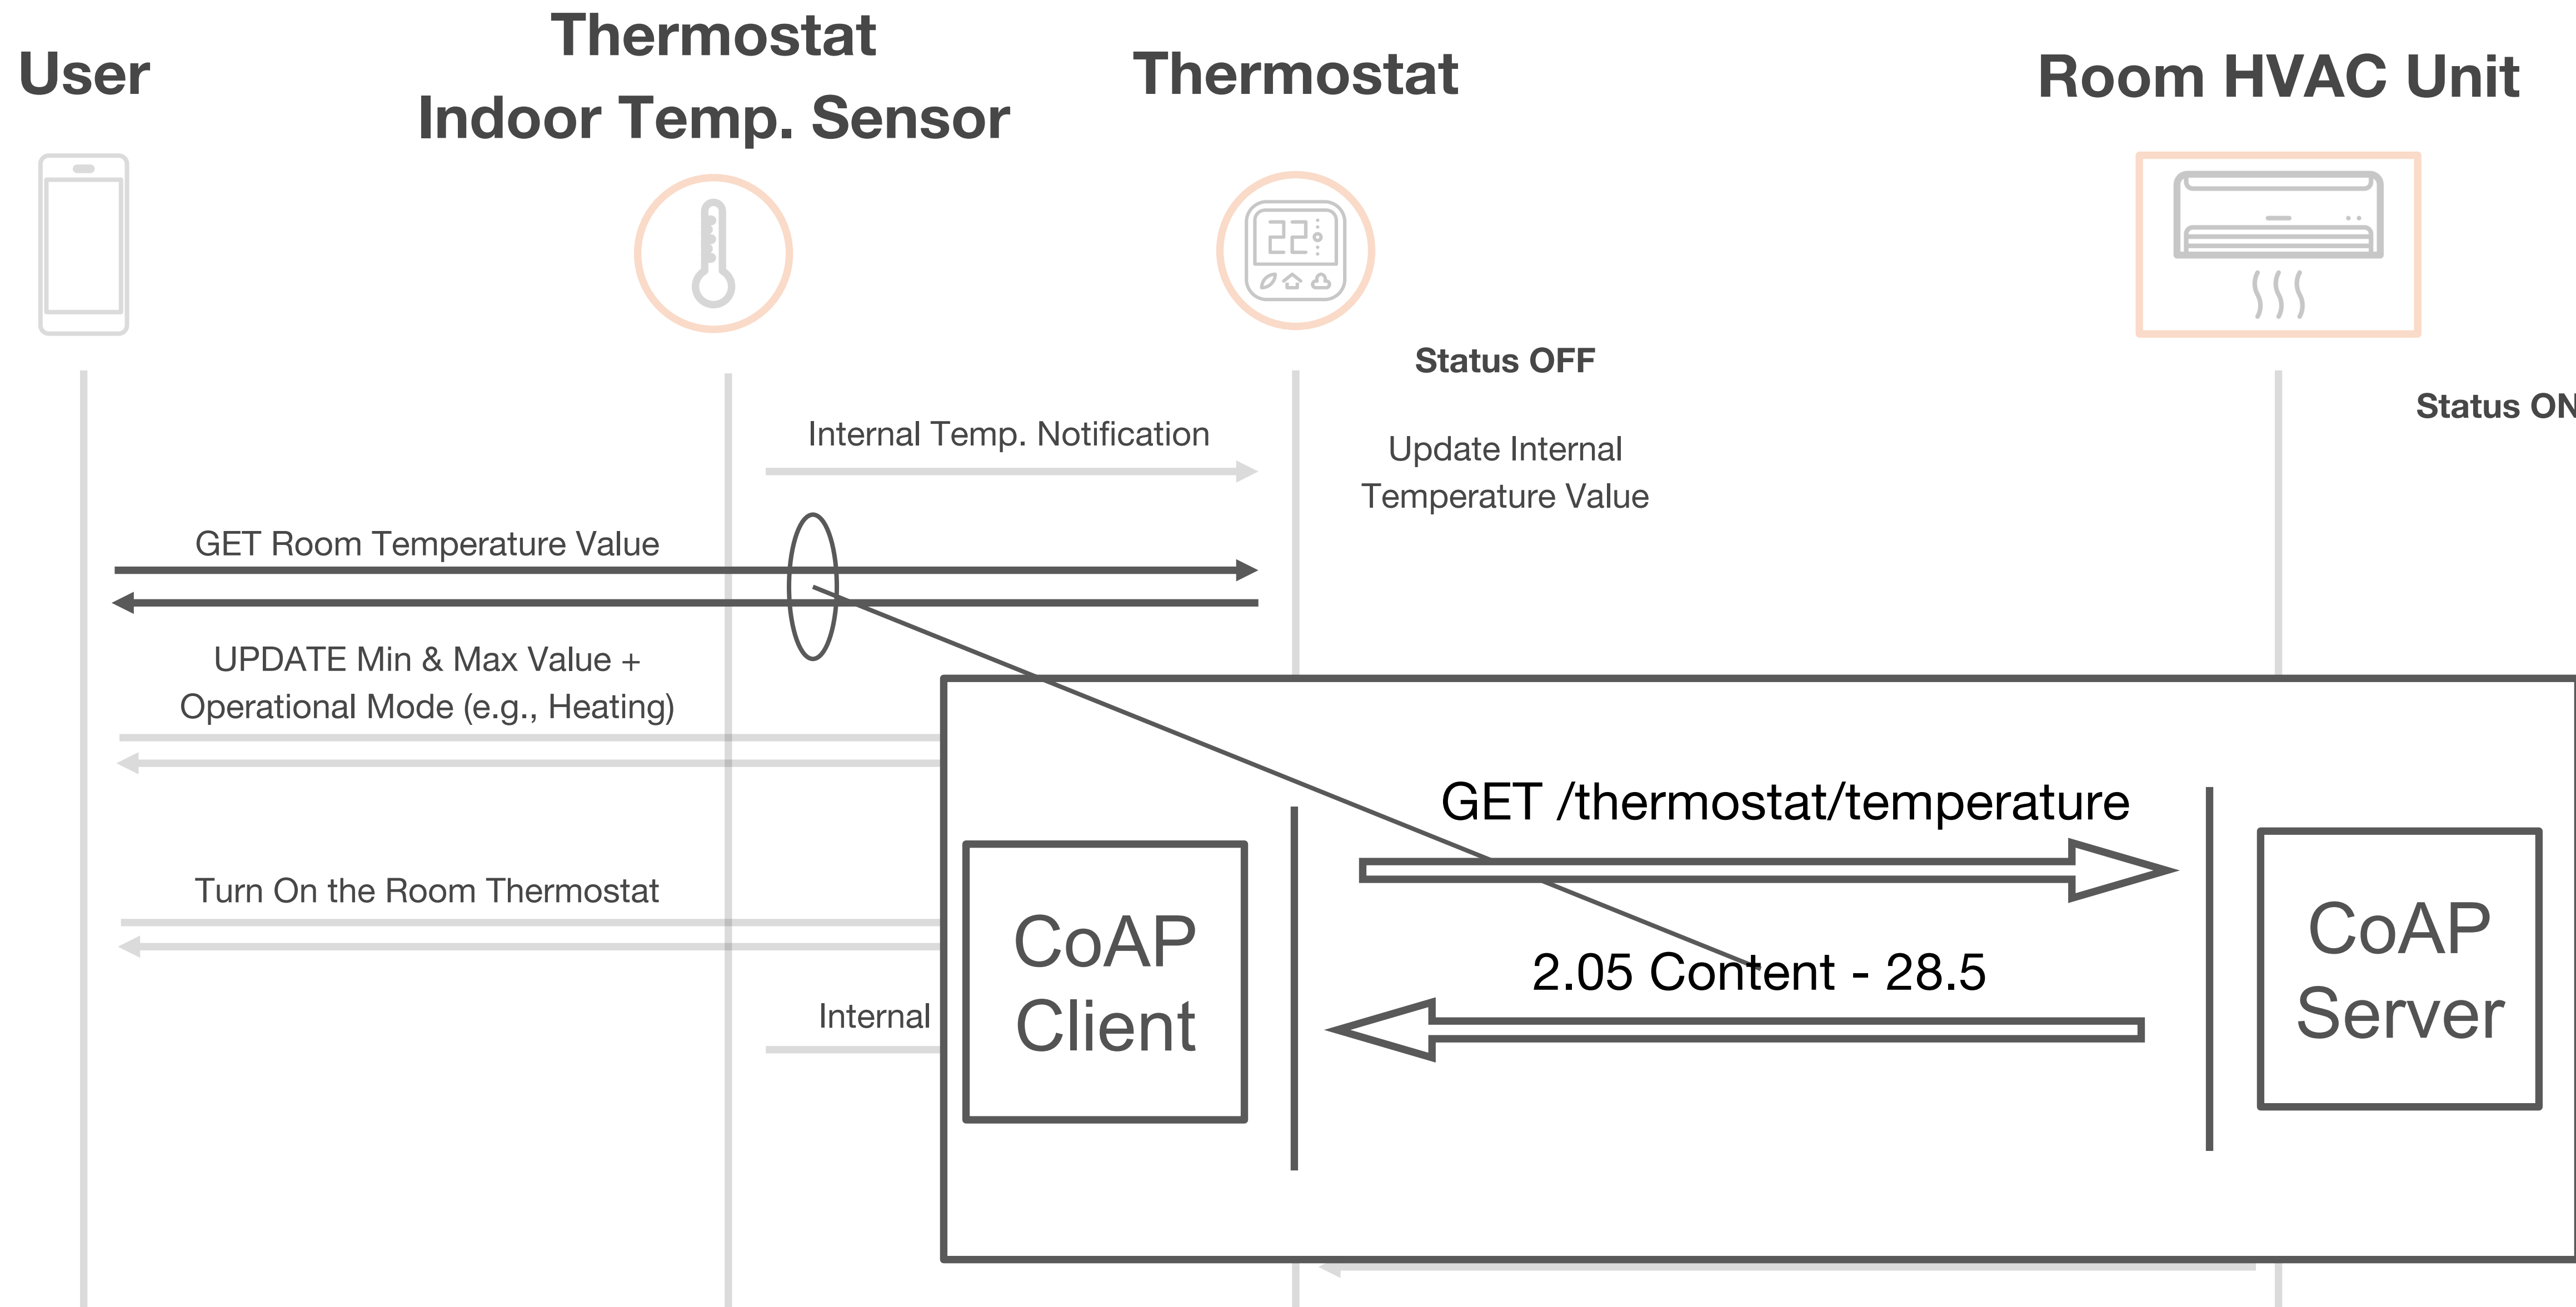 User
Thermostat
Indoor Temp. Sensor
Thermostat
Room HVAC Unit
22
Status OFF
Status ON
Internal Temp. Notification
Update Internal
Temperature Value
GET Room Temperature Value
UPDATE Min & Max Value +
Operational Mode (e.g., Heating)
Turn On the Room Thermostat
Internal
GET /thermostat/temperature
2.05 Content - 28.5
CoAP
Client
CoAP
Server